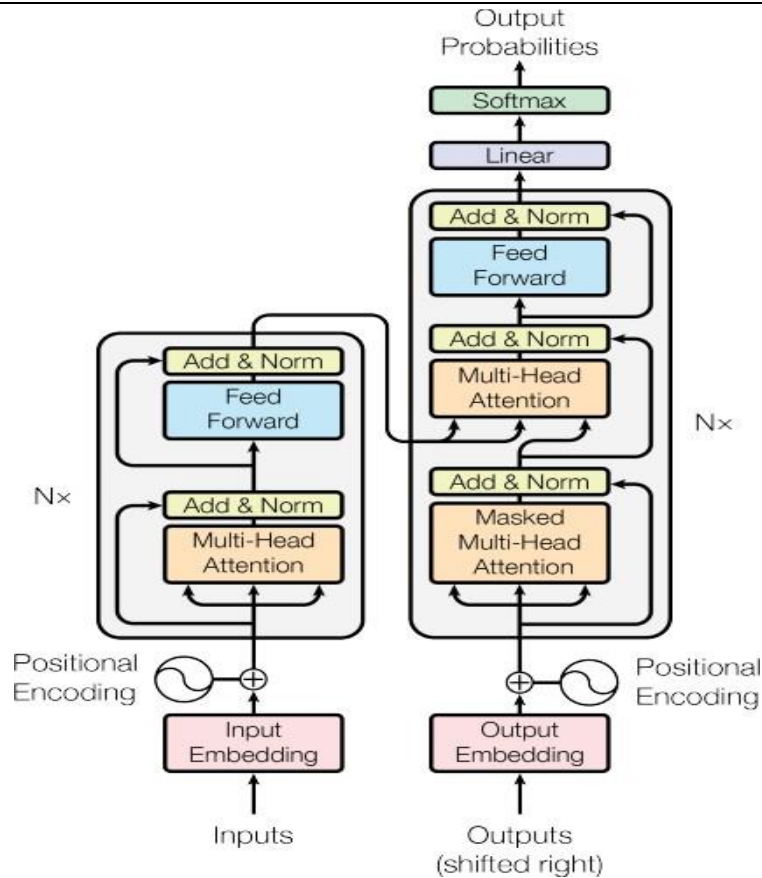 Output
Probabilities
Softmax
Linear
Add & Norm
Feed
Forward
Add & Norm
Multi-Head
Attention
Add & Norm
Masked
Multi-Head
Attention
Nx
Add & Norm
Feed
Forward
Add & Norm
Multi-Head
Attention
Nx
Positional
Encoding
Positional
Encoding
Input
Embedding
Output
Embedding
Inputs
Outputs
(shifted right)